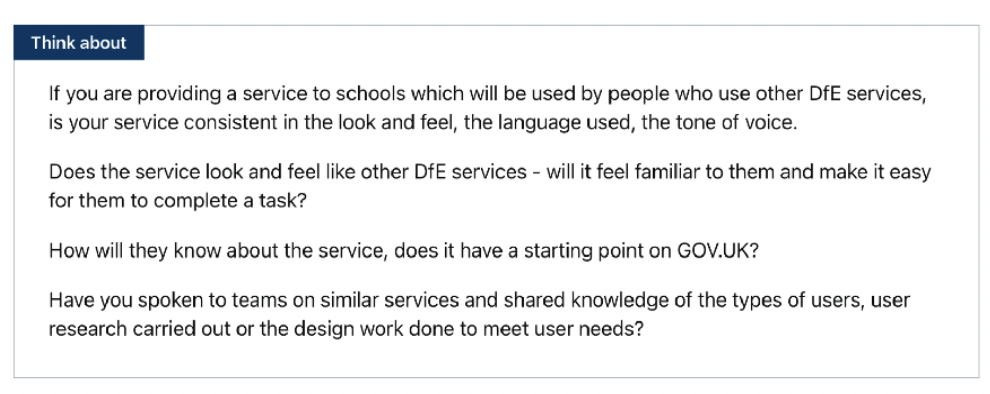 Think about
If you are providing a service to schools which will be used by people who use other DfE services,
is your service consistent in the look and feel, the language used, the tone of voice.
Does the service look and feel like other DfE services - will it feel familiar to them and make it easy
for them to complete a task?
How will they know about the service, does it have a starting point on GOV.UK?
Have you spoken to teams on similar services and shared knowledge of the types of users, user
research carried out or the design work done to meet user needs?